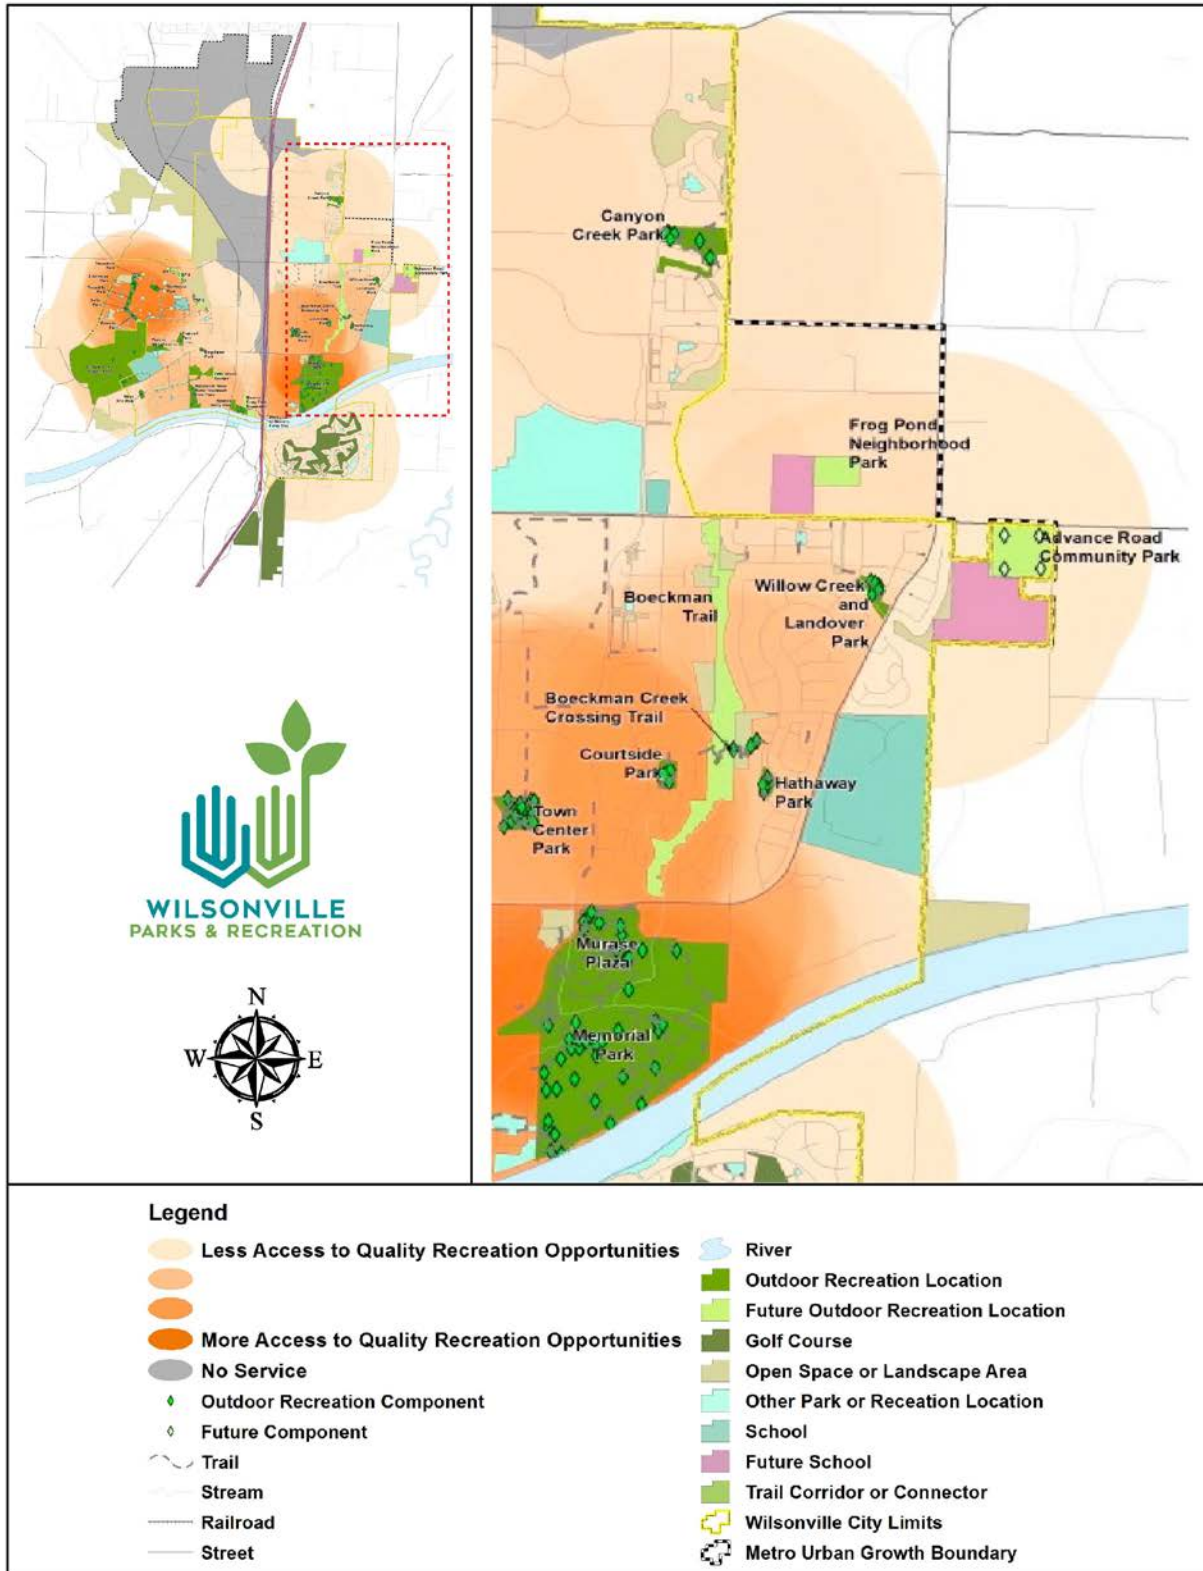 Canyon
Creek Park
Frog Pond
Neighborhood
Park
Advance Road
Community Park
Willow Creek
and
Landover
Park
Boeckman
Trail
Boeckman Creek
Crossing Trail
Courtside
Park
Hathaway
Park
Town
Center
Park
Murase
Plaza
Memorial
Park
WILSONVILLE
PARKS & RECREATION
N
W E
S
Legend
Less Access to Quality Recreation Opportunities
More Access to Quality Recreation Opportunities
No Service
Outdoor Recreation Component
Future Component
Trail
Stream
Railroad
Street
River
Outdoor Recreation Location
Future Outdoor Recreation Location
Golf Course
Open Space or Landscape Area
Other Park or Receation Location
School
Future School
Trail Corridor or Connector
Wilsonville City Limits
Metro Urban Growth Boundary